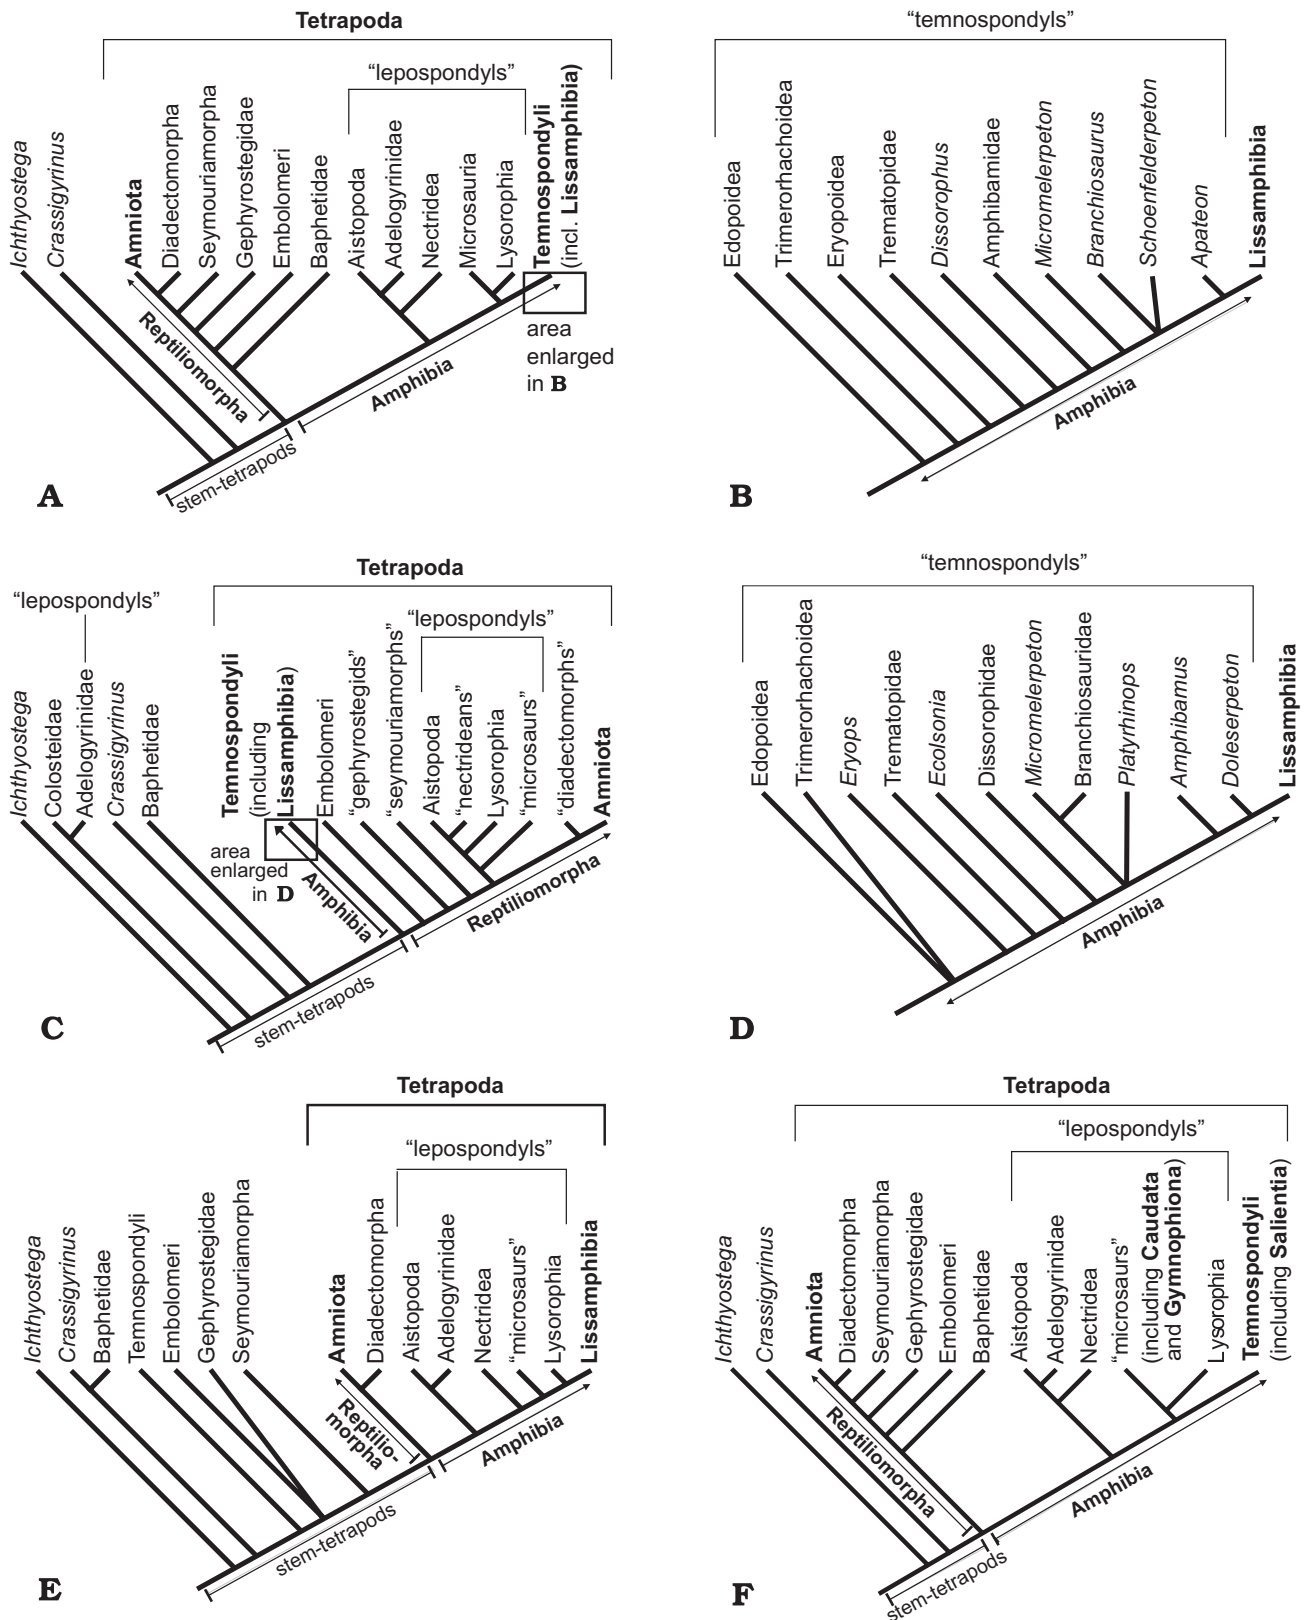 Tetrapoda
“lepospondyls”
Ichthyostega
Crassigyrinus
Amniota
Diadectomorpha
Seymouriamorpha
Gephyrostegidae
Embolomeri
Baphetidae
Aistopoda
Adelogyrinidae
Nectridea
Microsauria
Lysorophia
Temnospondyli
(incl. Lissamphibia)
area
enlarged
in B
Reptiliomorpha
Amphibia
stem-tetrapods
A
“temnospondyls”
Edopoidea
Trimerorhachoidea
Eryopoidea
Trematopidae
Dissorophus
Amphibamidae
Micromelerpeton
Branchiosaurus
Schoenfelderpeton
Apateon
Lissamphibia
Amphibia
B
Tetrapoda
“lepospondyls”
“lepospondyls”
Ichthyostega
Colosteidae
Adelogyrinidae
Crassigyrinus
Baphetidae
Temnospondyli
(including
Lissamphibia)
Embolomeri
“gephyrostegids”
“seymouriamorphs”
Aistopoda
“nectrideans”
Lysorophia
“microsaurs”
“diadectomorphs”
Amniota
area
enlarged
in D
Amphibia
Reptiliomorpha
stem-tetrapods
C
“temnospondyls”
Edopoidea
Trimerorhachoidea
Eryops
Trematopidae
Ecolsonia
Dissorophidae
Micromelerpeton
Branchiosauridae
Platyrhinops
Amphibamus
Doleserpeton
Lissamphibia
Amphibia
D
Tetrapoda
“lepospondyls”
Ichthyostega
Crassigyrinus
Baphetidae
Temnospondyli
Embolomeri
Gephyrostegidae
Seymouriamorpha
Amniota
Diadectomorpha
Aistopoda
Adelogyrinidae
Nectridea
“microsaurs”
Lysorophia
Lissamphibia
Reptilio-
morpha
Amphibia
stem-tetrapods
E
Tetrapoda
“lepospondyls”
Ichthyostega
Crassigyrinus
Amniota
Diadectomorpha
Seymouriamorpha
Gephyrostegidae
Embolomeri
Baphetidae
Aistopoda
Adelogyrinidae
Nectridea
“microsaurs”
(including Caudata
and Gymnophiona)
Lysorophia
Temnospondyli
(including Salientia)
Reptiliomorpha
Amphibia
stem-tetrapods
F